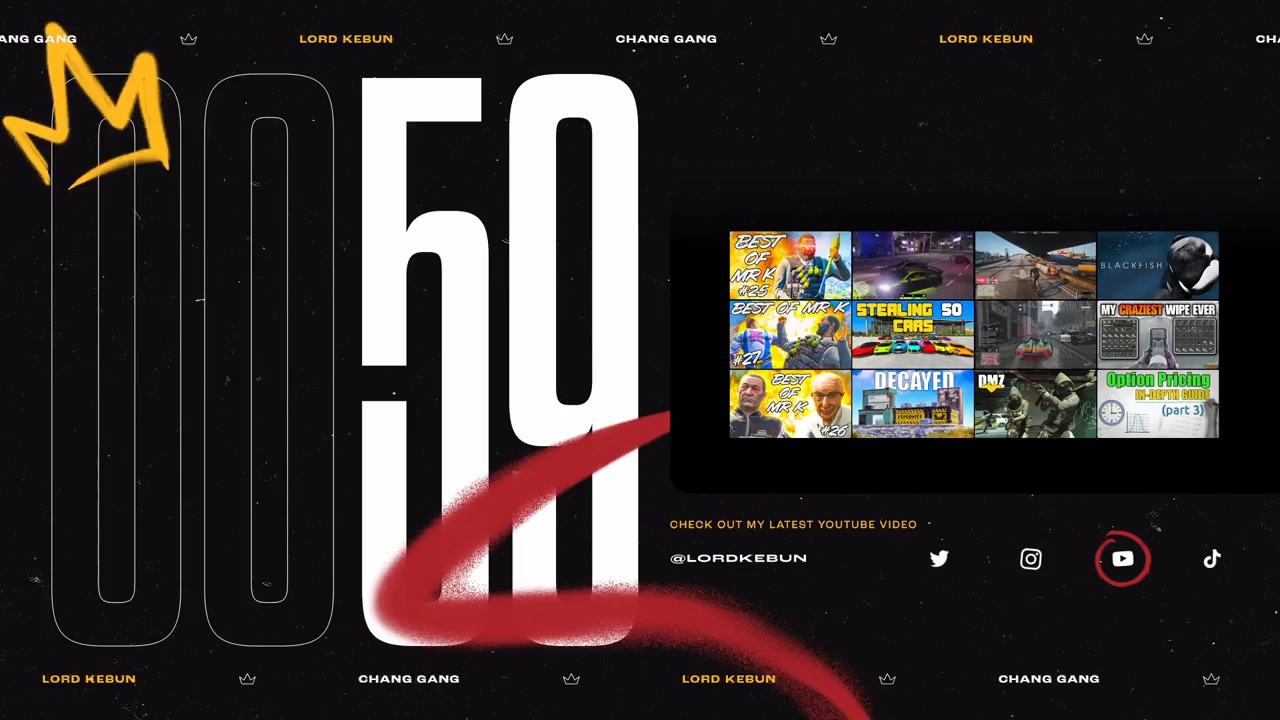 ANG GANG LORD KEBUN CHANG GANG LORD KEBUN CHA
0059
BEST OF MR K #25
BLACKFISH
BEST OF MR K #27
STEALING 50 CARS
MY CRAZIEST WIPE EVER
BEST OF MR K #26
DECAYED
EXPLOSIVES
DMZ
Option Pricing
IN-DEPTH GUIDE
(part 3)
CHECK OUT MY LATEST YOUTUBE VIDEO
@LORDKEBUN
LORD KEBUN CHANG GANG LORD KEBUN CHANG GANG